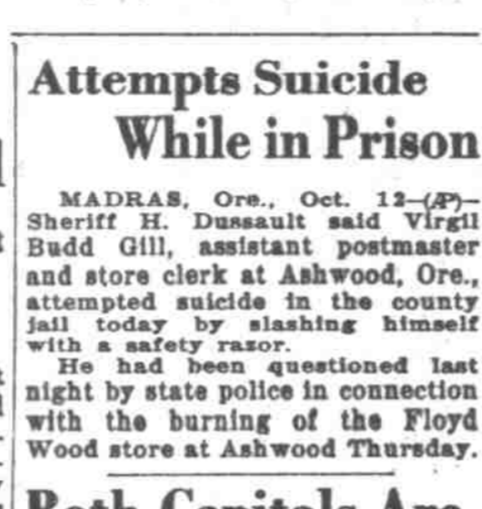 Attempts Suicide
While in Prison
MADRAS, Ore., Oct. 12—(AP)—
Sheriff H. Dussault said Virgil
Budd Gill, assistant postmaster
and store clerk at Ashwood, Ore.,
attempted suicide in the county
jail today by slashing himself
with a safety razor.
He had been questioned last
night by state police in connection
with the burning of the Floyd
Wood store at Ashwood Thursday.
Both Capitols Are